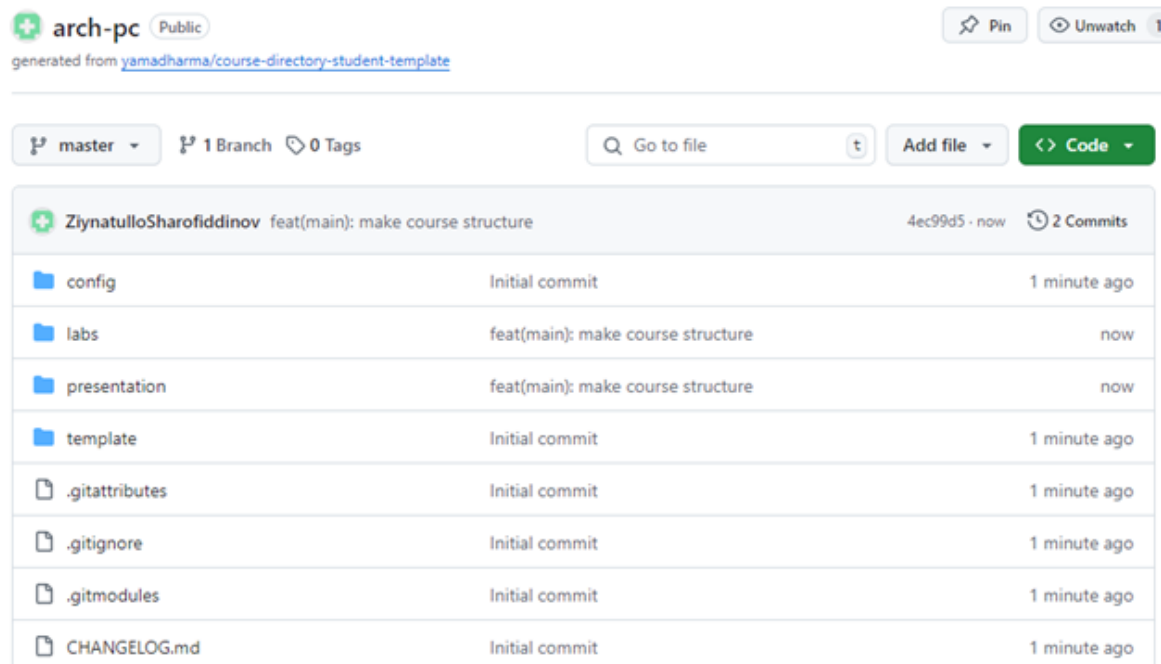 arch-pc Public Pin Unwatch 1
generated from yamadharma/course-directory-student-template
master 1 Branch 0 Tags Go to file t Add file Code
ZiynatulloSharofiddinov feat(main): make course structure 4ec99d5 · now 2 Commits
config Initial commit 1 minute ago
labs feat(main): make course structure now
presentation feat(main): make course structure now
template Initial commit 1 minute ago
.gitattributes Initial commit 1 minute ago
.gitignore Initial commit 1 minute ago
.gitmodules Initial commit 1 minute ago
CHANGELOG.md Initial commit 1 minute ago